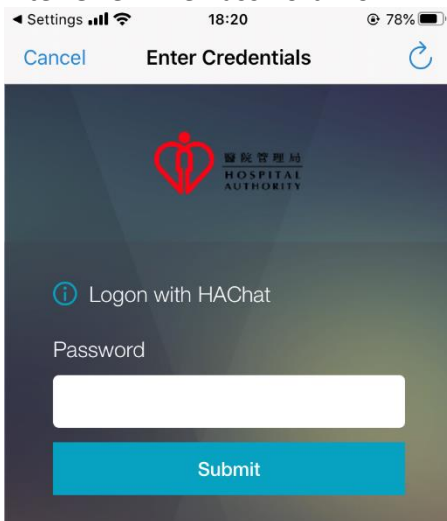 Settings 18:20 78%
Cancel Enter Credentials
醫院管理局
HOSPITAL
AUTHORITY
Logon with HAChat
Password
Submit